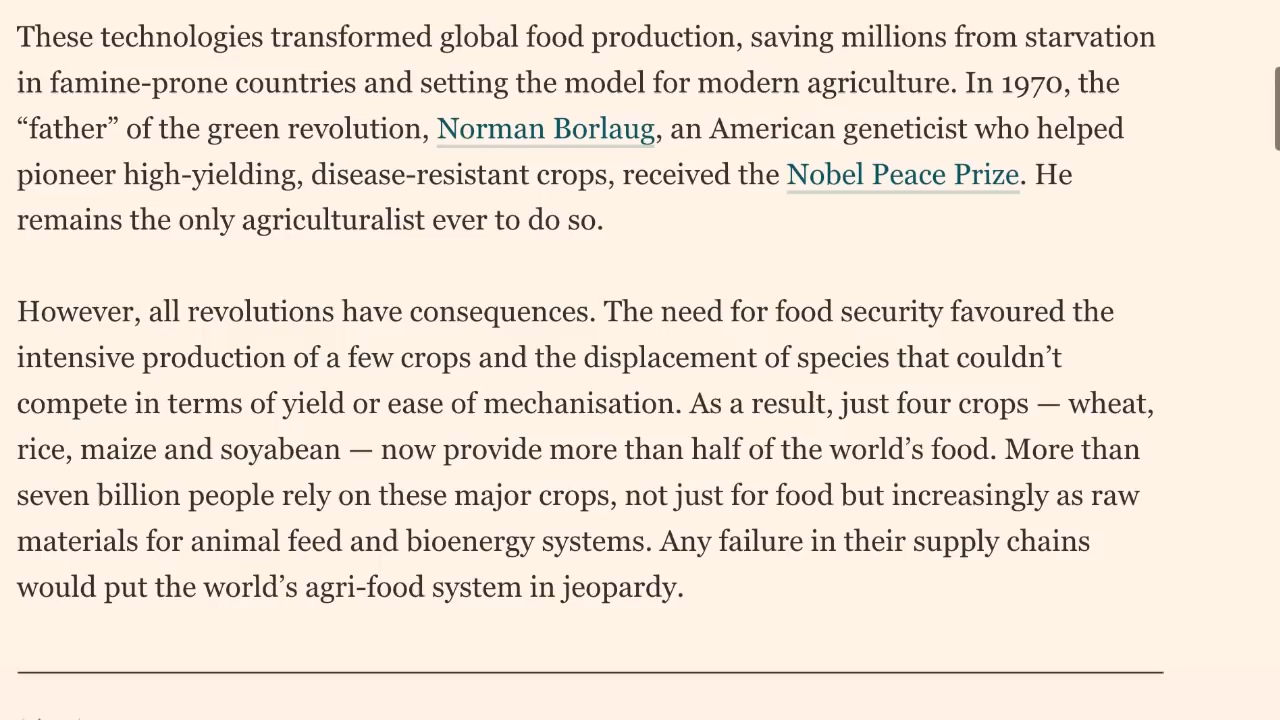 These technologies transformed global food production, saving millions from starvation
in famine-prone countries and setting the model for modern agriculture. In 1970, the
“father” of the green revolution, Norman Borlaug, an American geneticist who helped
pioneer high-yielding, disease-resistant crops, received the Nobel Peace Prize. He
remains the only agriculturalist ever to do so.
However, all revolutions have consequences. The need for food security favoured the
intensive production of a few crops and the displacement of species that couldn’t
compete in terms of yield or ease of mechanisation. As a result, just four crops — wheat,
rice, maize and soyabean — now provide more than half of the world’s food. More than
seven billion people rely on these major crops, not just for food but increasingly as raw
materials for animal feed and bioenergy systems. Any failure in their supply chains
would put the world’s agri-food system in jeopardy.